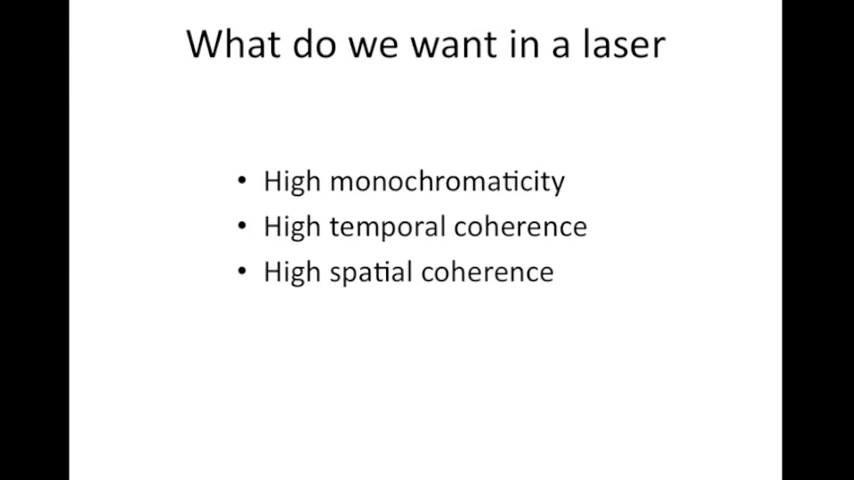 What do we want in a laser
• High monochromaticity
• High temporal coherence
• High spatial coherence